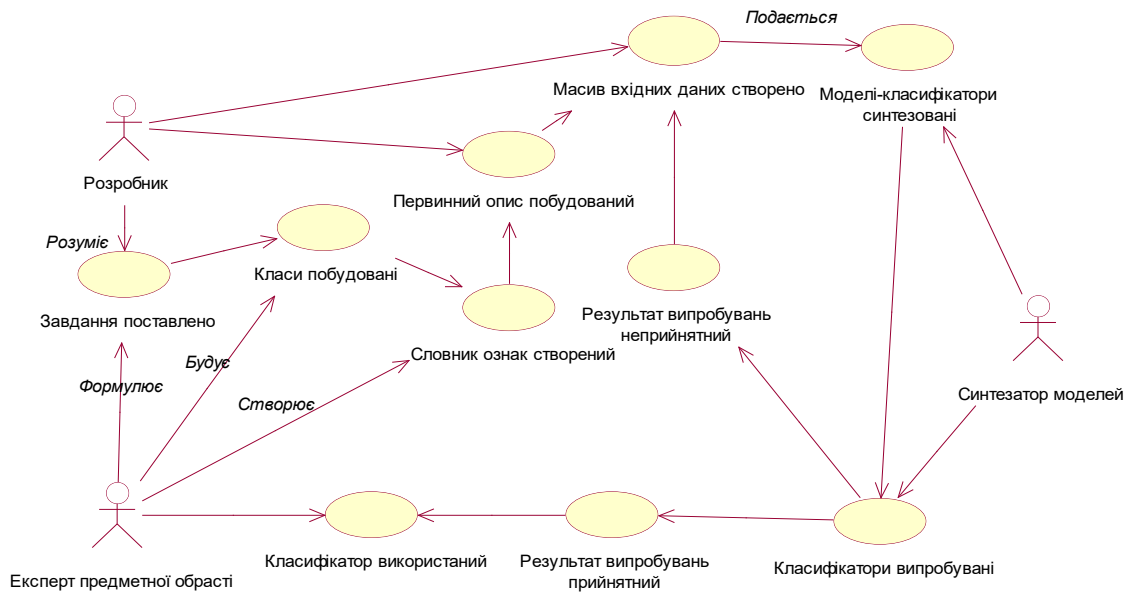 Подається
Масив вхідних даних створено
Моделі-класифікатори
синтезовані
Розробник
Первинний опис побудований
Розуміє
Класи побудовані
Завдання поставлено
Результат випробувань
неприйнятний
Словник ознак створений
Будує
Формулює
Створює
Синтезатор моделей
Класифікатор використаний
Результат випробувань
прийнятний
Класифікатори випробувані
Експерт предметної обрасті